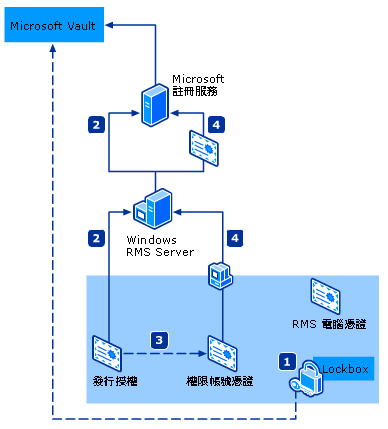 Microsoft Vault
Microsoft
註冊服務
2
4
Windows
RMS Server
2
4
RMS 電腦憑證
3
1
Lockbox
發行授權
權限帳號憑證